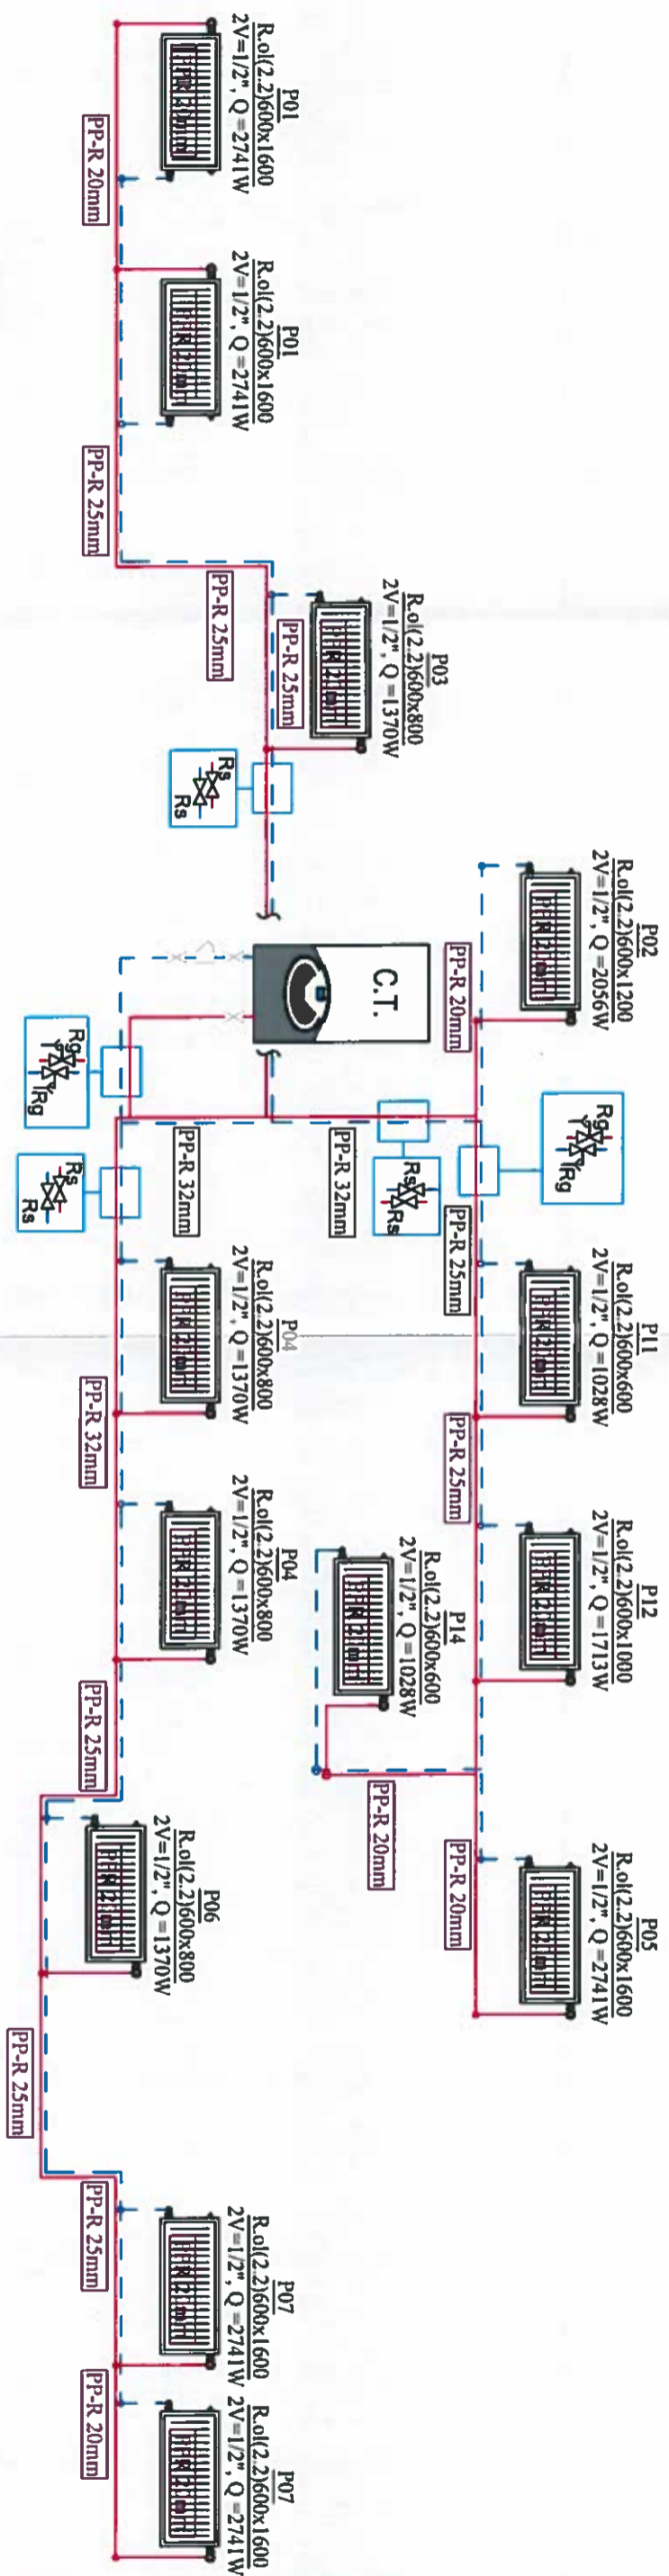 P01
R.ol(2.2)600x1600
2V=1/2", Q =2741W
PP-R 20mm
P01
R.ol(2.2)600x1600
2V=1/2", Q =2741W
PP-R 25mm
PP-R 25mm
P03
R.ol(2.2)600x800
2V=1/2", Q =1370W
PP-R 25mm
Rs
Rs
P02
R.ol(2.2)600x1200
2V=1/2", Q =2056W
PP-R 20mm
C.T.
Rg
Rg
Rg
Rg
Rs
Rs
PP-R 32mm
PP-R 32mm
Rs
Rs
PP-R 25mm
P11
R.ol(2.2)600x600
2V=1/2", Q =1028W
PP-R 25mm
P12
R.ol(2.2)600x1000
2V=1/2", Q =1713W
P14
R.ol(2.2)600x600
2V=1/2", Q =1028W
PP-R 20mm
PP-R 20mm
P05
R.ol(2.2)600x1600
2V=1/2", Q =2741W
P04
R.ol(2.2)600x800
2V=1/2", Q =1370W
PP-R 32mm
P04
R.ol(2.2)600x800
2V=1/2", Q =1370W
PP-R 25mm
P06
R.ol(2.2)600x800
2V=1/2", Q =1370W
PP-R 25mm
PP-R 25mm
P07
R.ol(2.2)600x1600
2V=1/2", Q =2741W
PP-R 20mm
P07
R.ol(2.2)600x1600
2V=1/2", Q =2741W